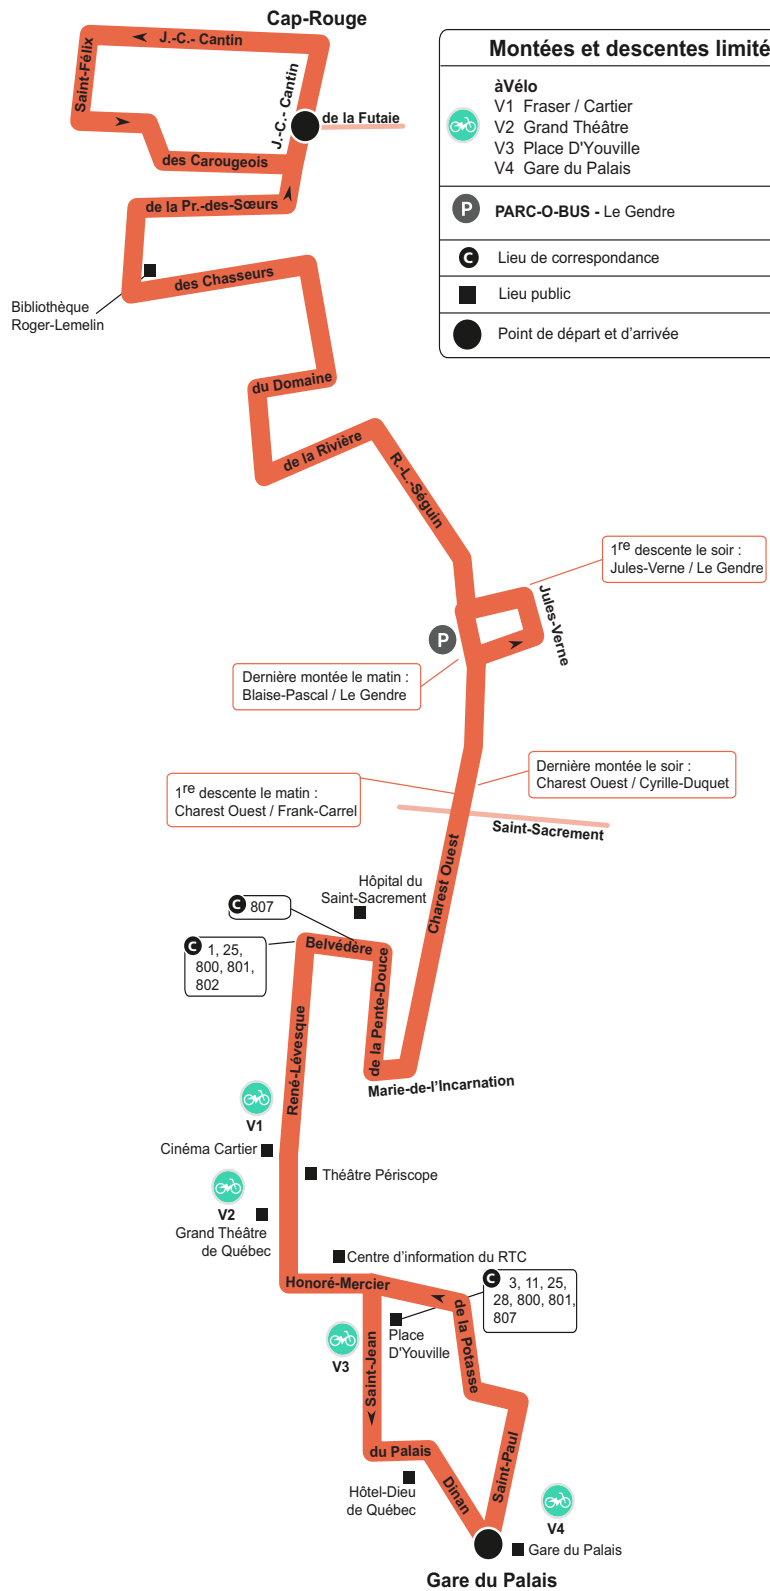 Cap-Rouge
J.-C.- Cantin
Saint-Félix
J.-C.- Cantin
de la Futaie
des Carougeois
de la Pr.-des-Sœurs
des Chasseurs
Bibliothèque
Roger-Lemelin
du Domaine
de la Rivière
R.-L.-Séguin
Montées et descentes limité
àVélo
V1 Fraser / Cartier
V2 Grand Théâtre
V3 Place D'Youville
V4 Gare du Palais
P PARC-O-BUS - Le Gendre
C Lieu de correspondance
Lieu public
Point de départ et d'arrivée
1re descente le soir :
Jules-Verne / Le Gendre
Jules-Verne
P
Dernière montée le matin :
Blaise-Pascal / Le Gendre
Dernière montée le soir :
Charest Ouest / Cyrille-Duquet
1re descente le matin :
Charest Ouest / Frank-Carrel
Saint-Sacrement
Charest Ouest
Hôpital du
Saint-Sacrement
C 807
C 1, 25,
800, 801,
802
Belvédère
de la Pente-Douce
Marie-de-l'Incarnation
René-Lévesque
V1
Cinéma Cartier
Théâtre Périscope
V2
Grand Théâtre
de Québec
Centre d'information du RTC
Honoré-Mercier
C 3, 11, 25,
28, 800, 801,
807
de la Potasse
Place
D'Youville
V3
Saint-Jean
du Palais
Dinan
Saint-Paul
Hôtel-Dieu
de Québec
V4
Gare du Palais
Gare du Palais